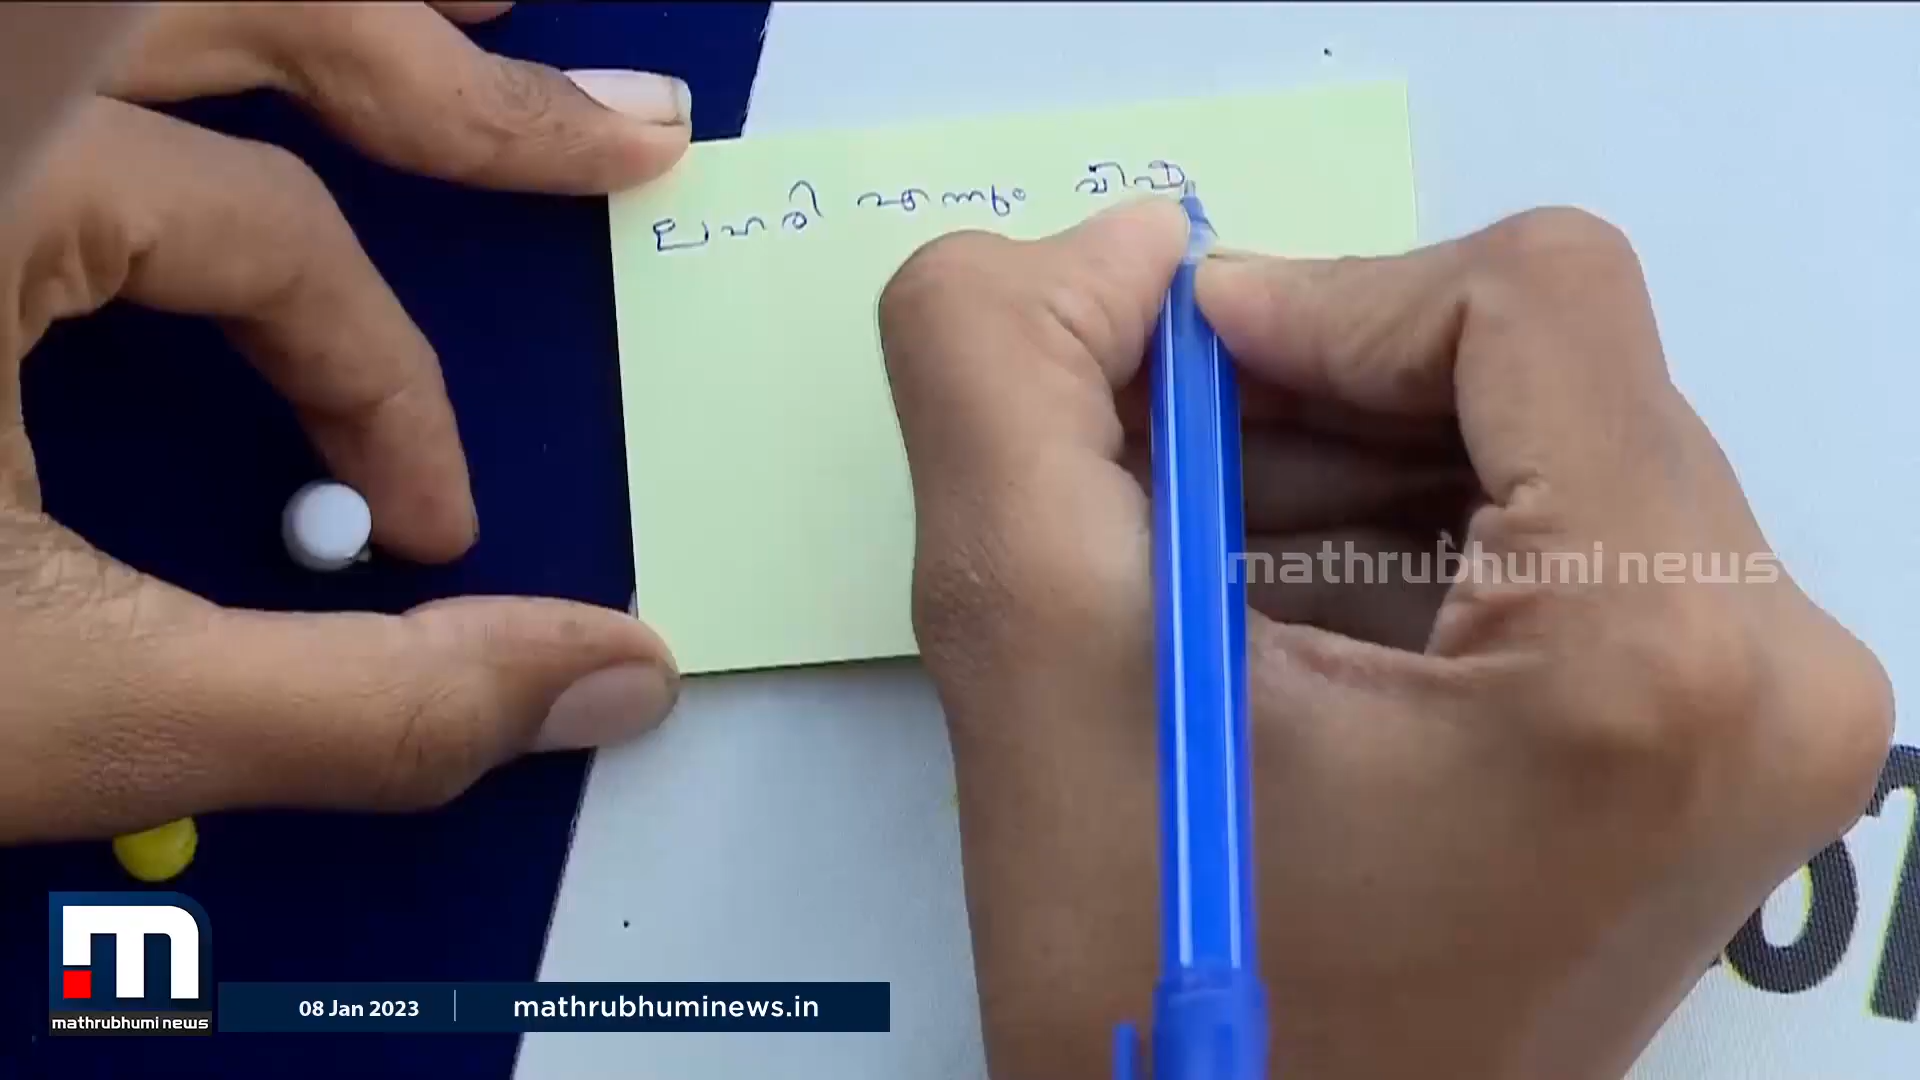 ലഹരി എന്നും വിഷ
mathrubhumi news
mathrubhumi news
08 Jan 2023
mathrubhuminews.in